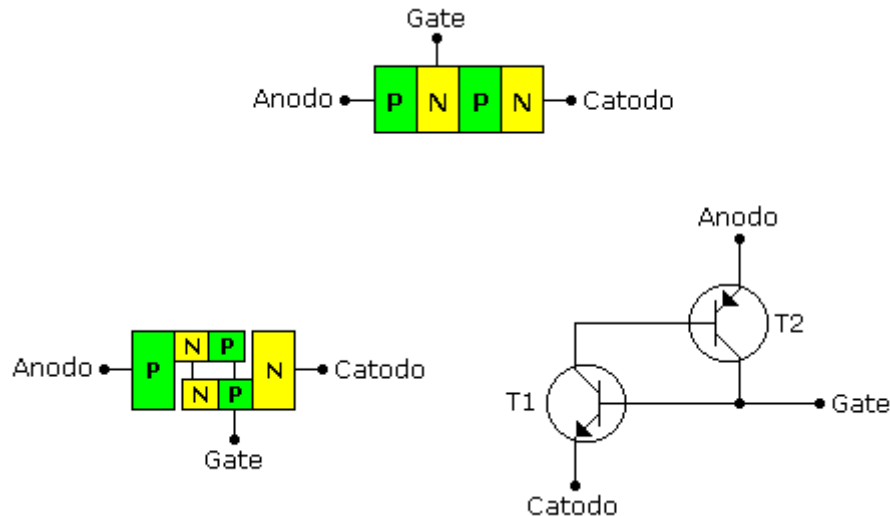 Gate
Anodo P N P N Catodo
Anodo
T2
N P
Anodo P N Catodo
N P
T1
Gate
Gate
Catodo